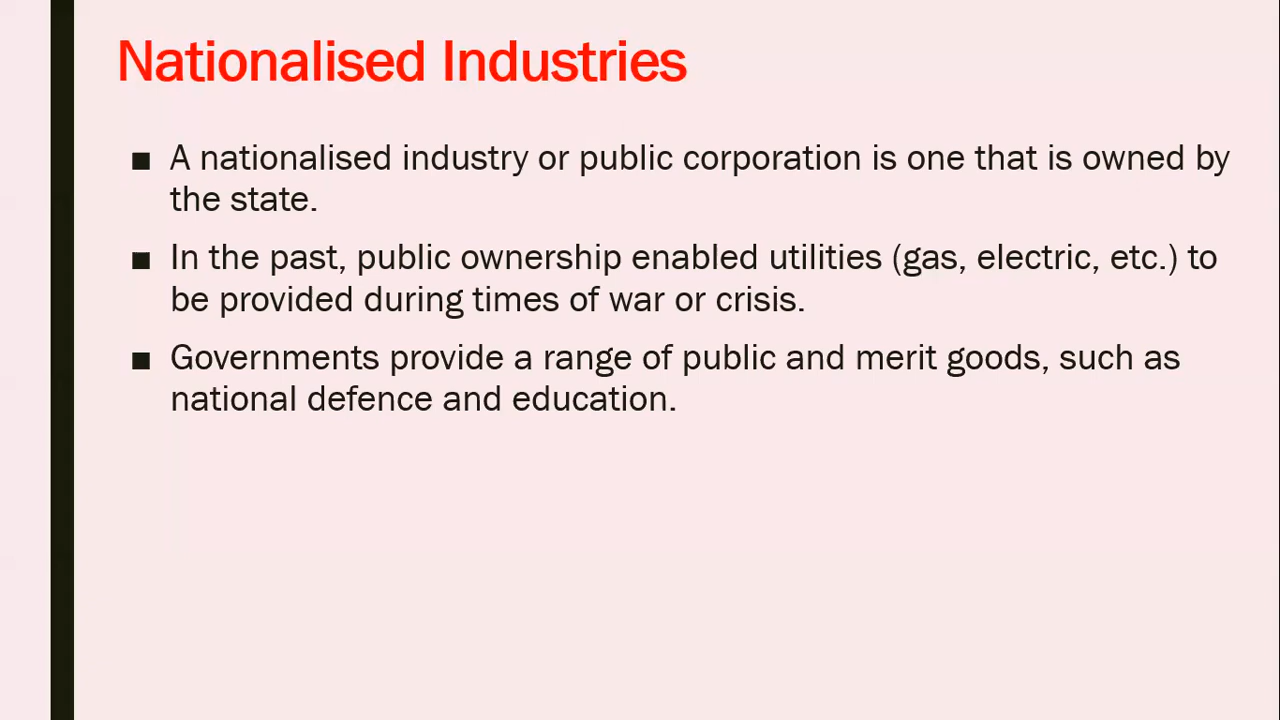 Nationalised Industries
■ A nationalised industry or public corporation is one that is owned by
the state.
■ In the past, public ownership enabled utilities (gas, electric, etc.) to
be provided during times of war or crisis.
■ Governments provide a range of public and merit goods, such as
national defence and education.